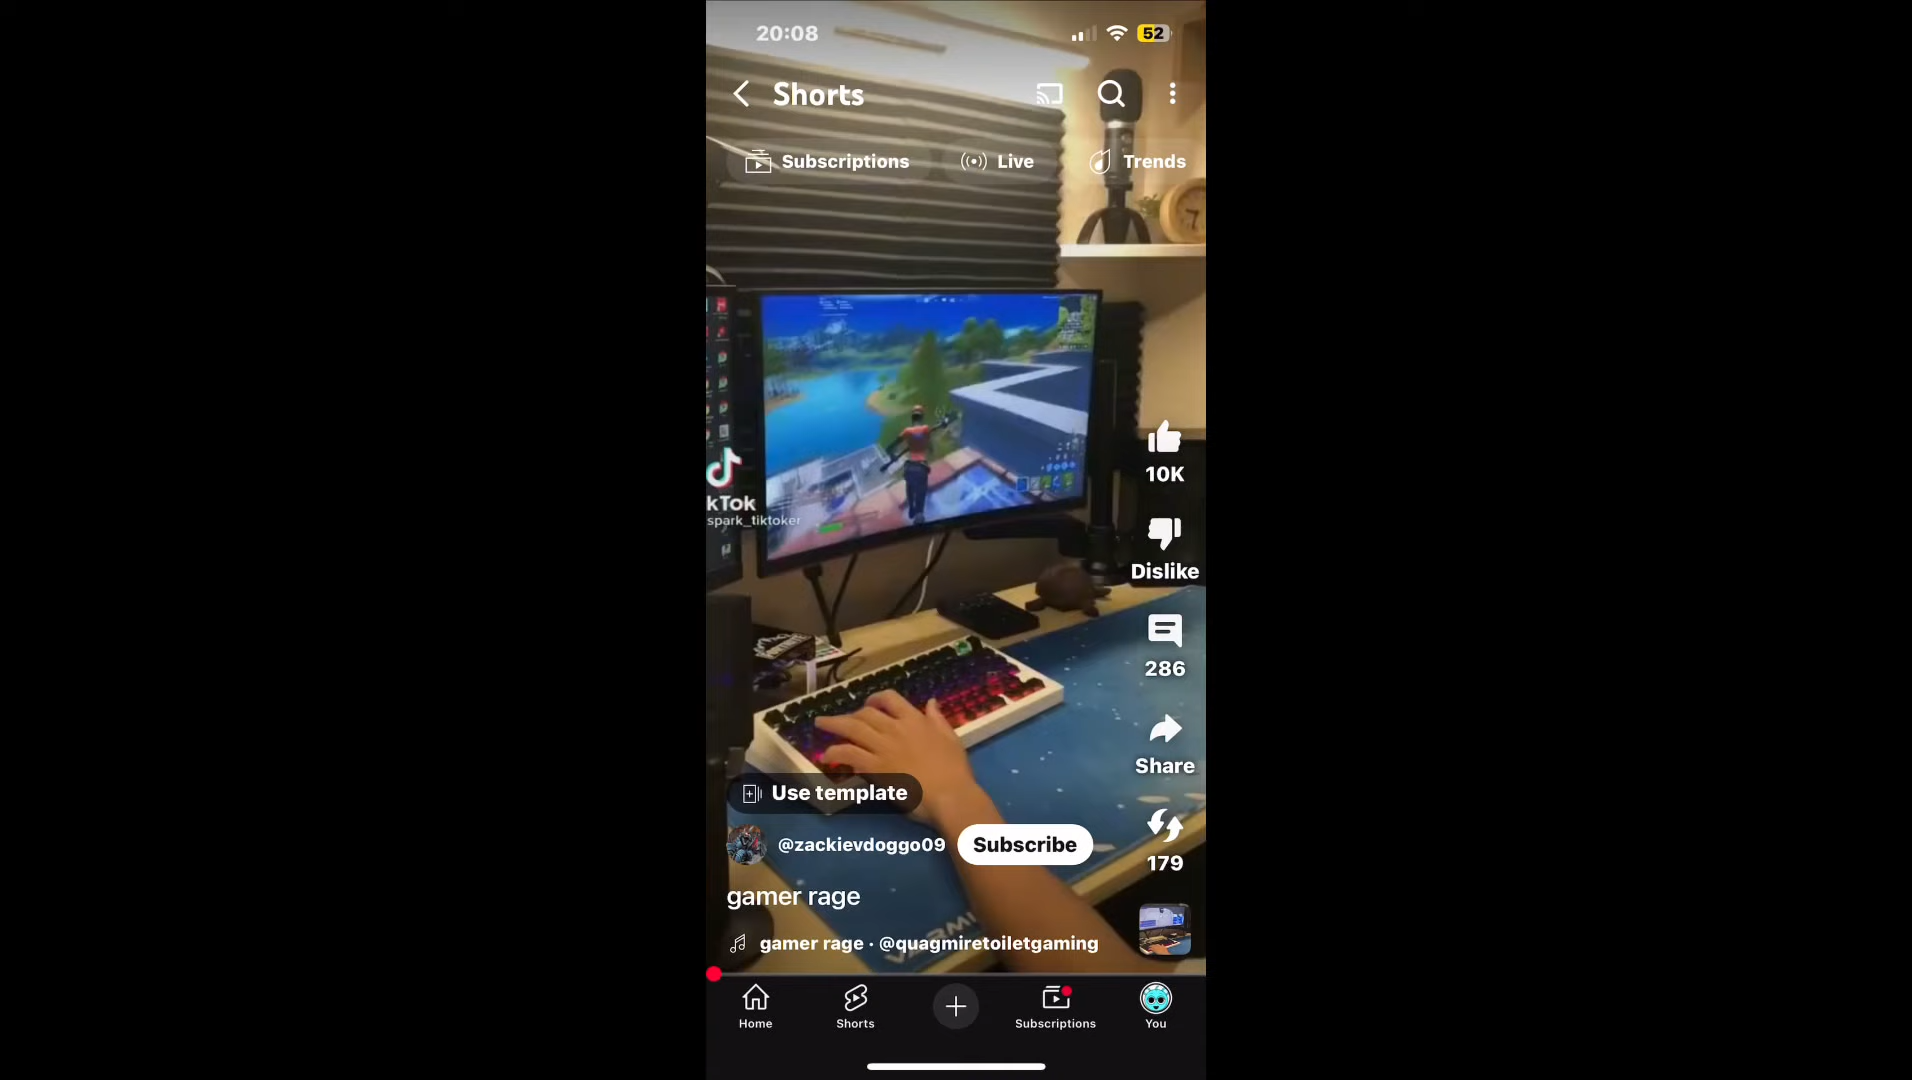 20:08
52
Shorts
Subscriptions
Live
Trends
10K
kTok
spark_tiktoker
Dislike
286
Share
Use template
@zackievdoggo09
Subscribe
179
gamer rage
gamer rage · @quagmiretoiletgaming
Home
Shorts
Subscriptions
You